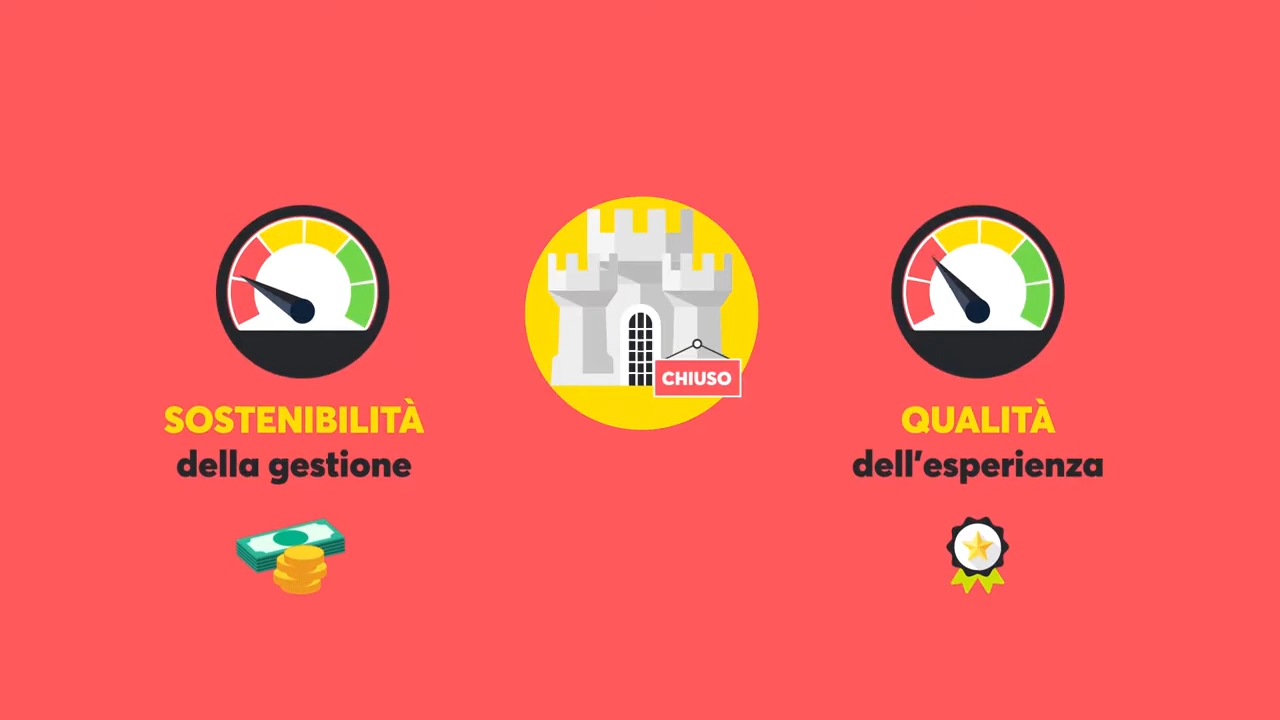 CHIUSO
SOSTENIBILITÀ
della gestione
QUALITÀ
dell'esperienza